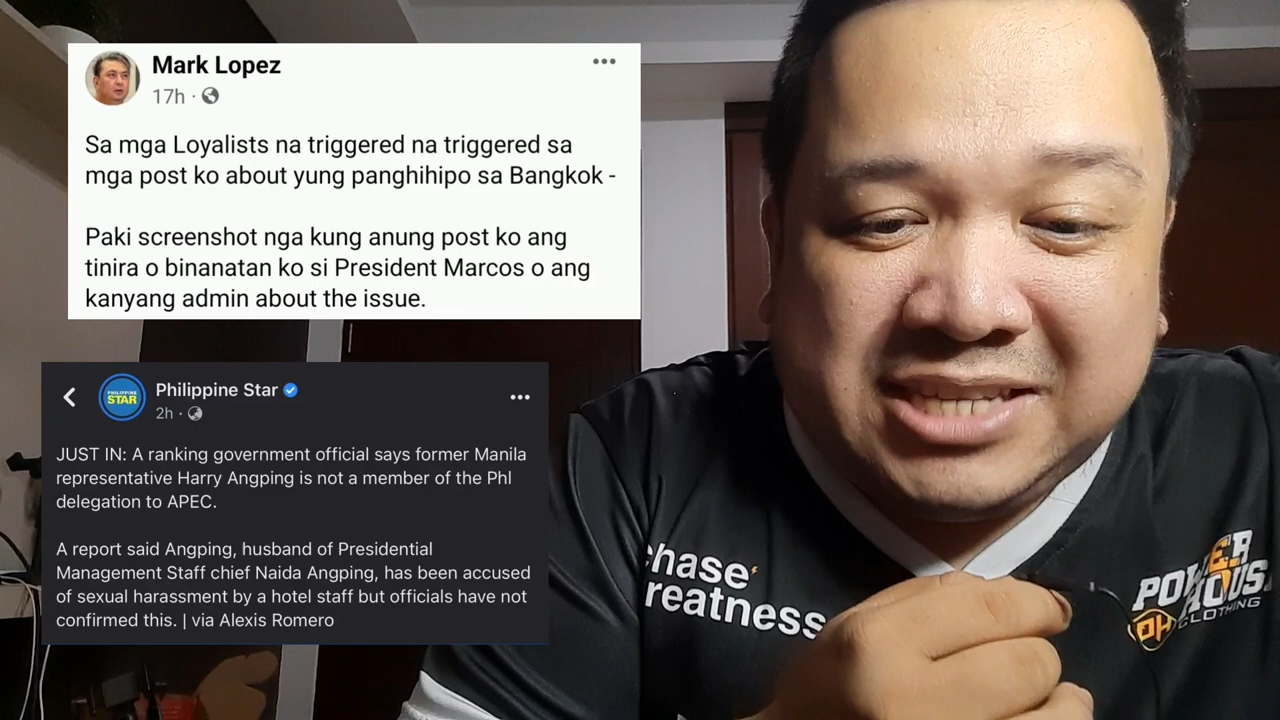 Mark Lopez
17h
Sa mga Loyalists na triggered na triggered sa
mga post ko about yung panghihipo sa Bangkok -
Paki screenshot nga kung anung post ko ang
tinira o binanatan ko si President Marcos o ang
kanyang admin about the issue.
PHILIPPINE
STAR
Philippine Star
2h
JUST IN: A ranking government official says former Manila
representative Harry Angping is not a member of the Phl
delegation to APEC.
A report said Angping, husband of Presidential
Management Staff chief Naida Angping, has been accused
of sexual harassment by a hotel staff but officials have not
confirmed this. | via Alexis Romero
chase
reatness
POWER
HOUSE
CLOTHING
PH